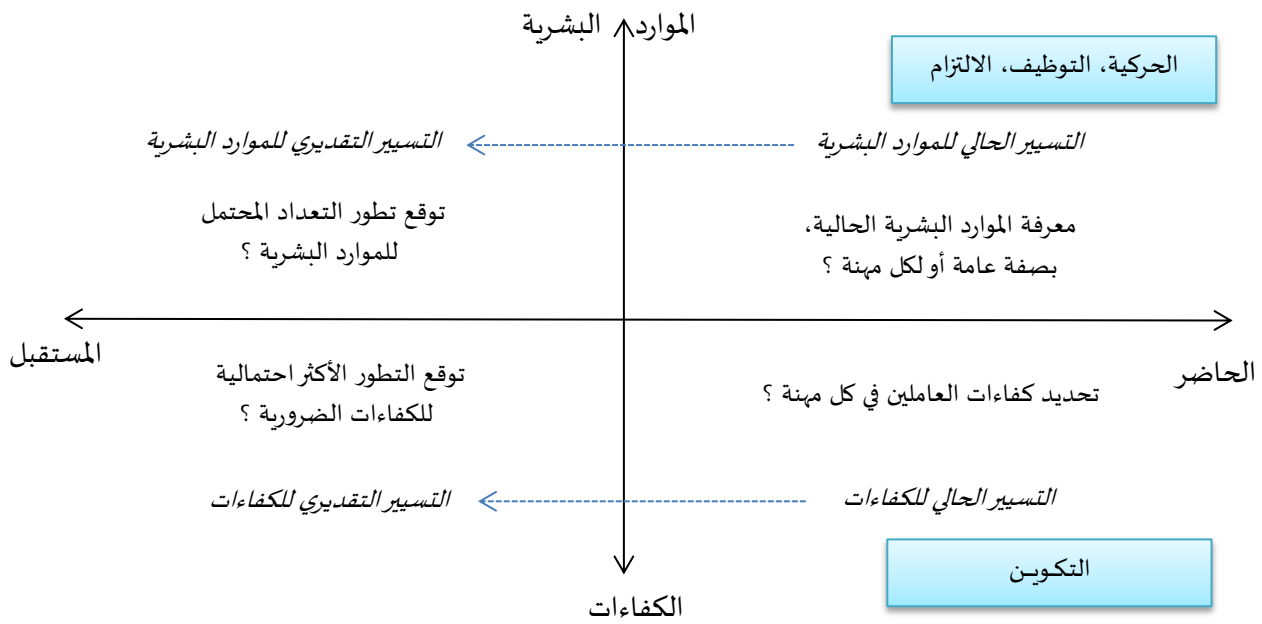 الموارد البشرية
الحركية، التوظيف، الالتزام
التسيير الحالي للموارد البشرية
التسيير التقديري للموارد البشرية
معرفة الموارد البشرية الحالية،
بصفة عامة أو لكل مهنة ؟
توقع تطور التعداد المحتمل
للموارد البشرية ؟
الحاضر
المستقبل
تحديد كفاءات العاملين في كل مهنة ؟
توقع التطور الأكثر احتمالية
للكفاءات الضرورية ؟
التسيير الحالي للكفاءات
التسيير التقديري للكفاءات
التكويـن
الكفاءات